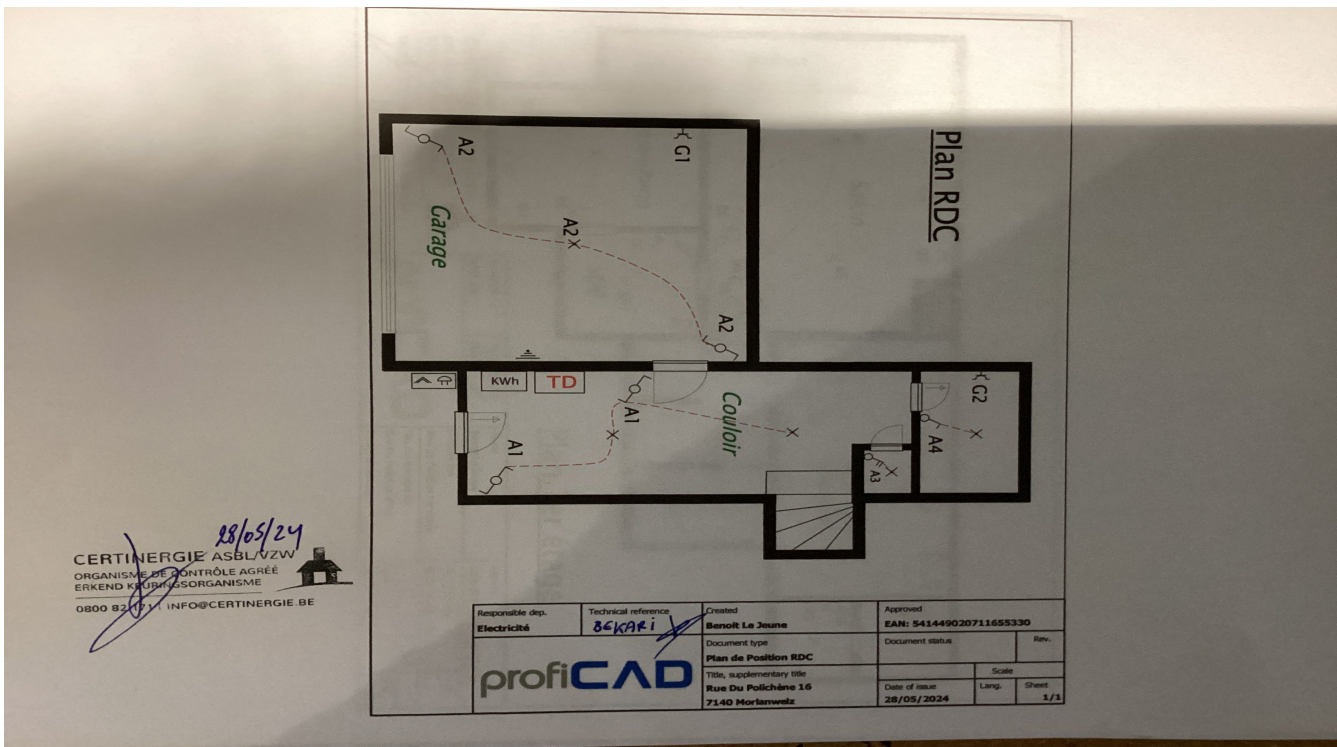 Plan RDC
A2
G1
Garage
A2
A2
KWh
TD
A1
Couloir
G2
A4
A3
A1
28/05/24
CERTINERGIE ASBL/VZW
ORGANISME DE CONTRÔLE AGRÉÉ
ERKEND KEURINGSORGANISME
0800 82 171 INFO@CERTINERGIE.BE
Responsible dep.
Electricité
Technical reference
BEKARi
Created
Benoit Le Jeune
Approved
EAN: 541449020711655330
Document type
Plan de Position RDC
Document status
Rev.
profiCAD
Title, supplementary title
Rue Du Polichène 16
7140 Morlanwelz
Scale
Date of issue
28/05/2024
Lang.
Sheet
1/1